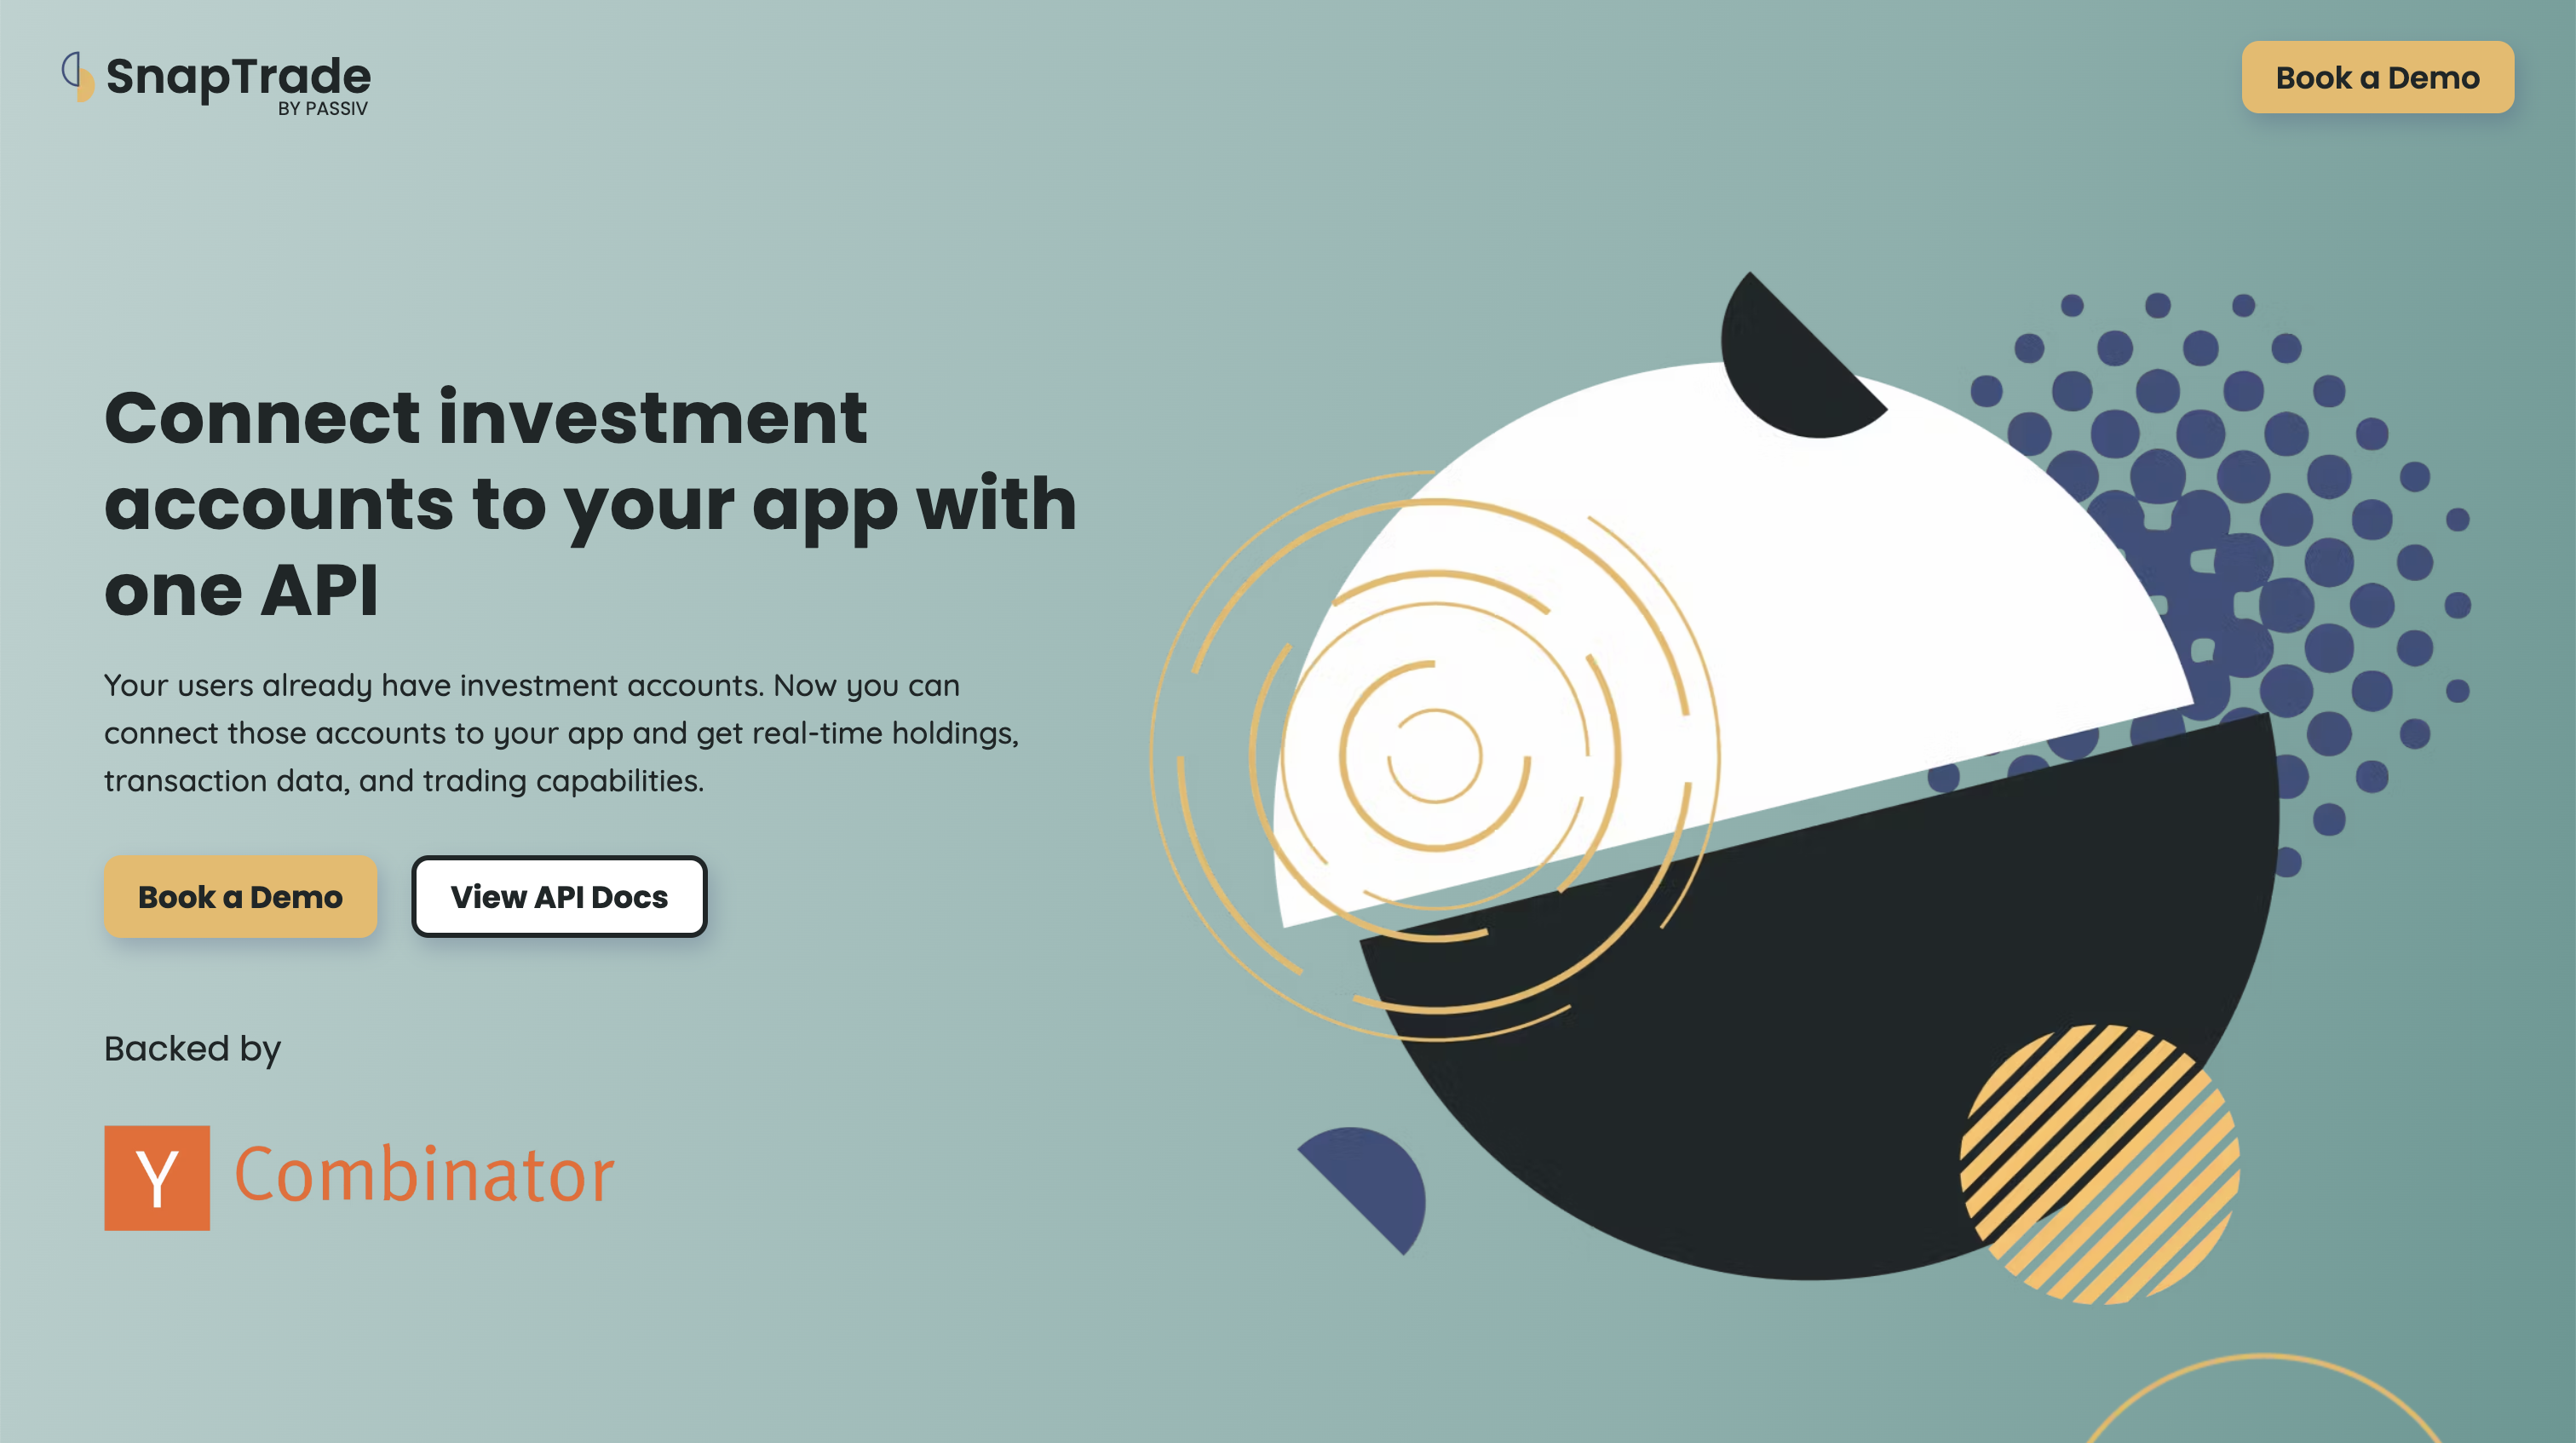 SnapTrade
BY PASSIV
Book a Demo
Connect investment
accounts to your app with
one API
Your users already have investment accounts. Now you can
connect those accounts to your app and get real-time holdings,
transaction data, and trading capabilities.
Book a Demo
View API Docs
Backed by
Y Combinator